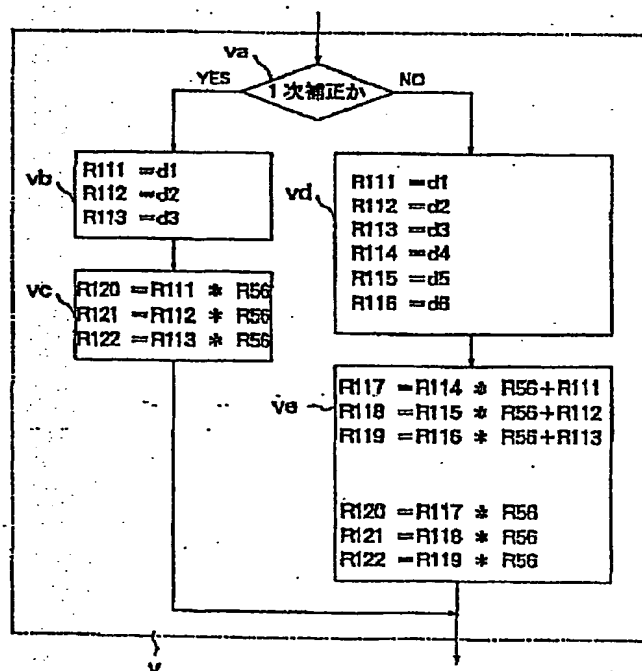 va
YES
1次補正か
NO
vb
R111 =d1
R112 =d2
R113 =d3
vc
R120 =R111 * R56
R121 =R112 * R56
R122 =R113 * R56
vd
R111 =d1
R112 =d2
R113 =d3
R114 =d4
R115 =d5
R116 =d6
ve
R117 =R114 * R56+R111
R118 =R115 * R56+R112
R119 =R116 * R56+R113
R120 =R117 * R56
R121 =R118 * R56
R122 =R119 * R56
V